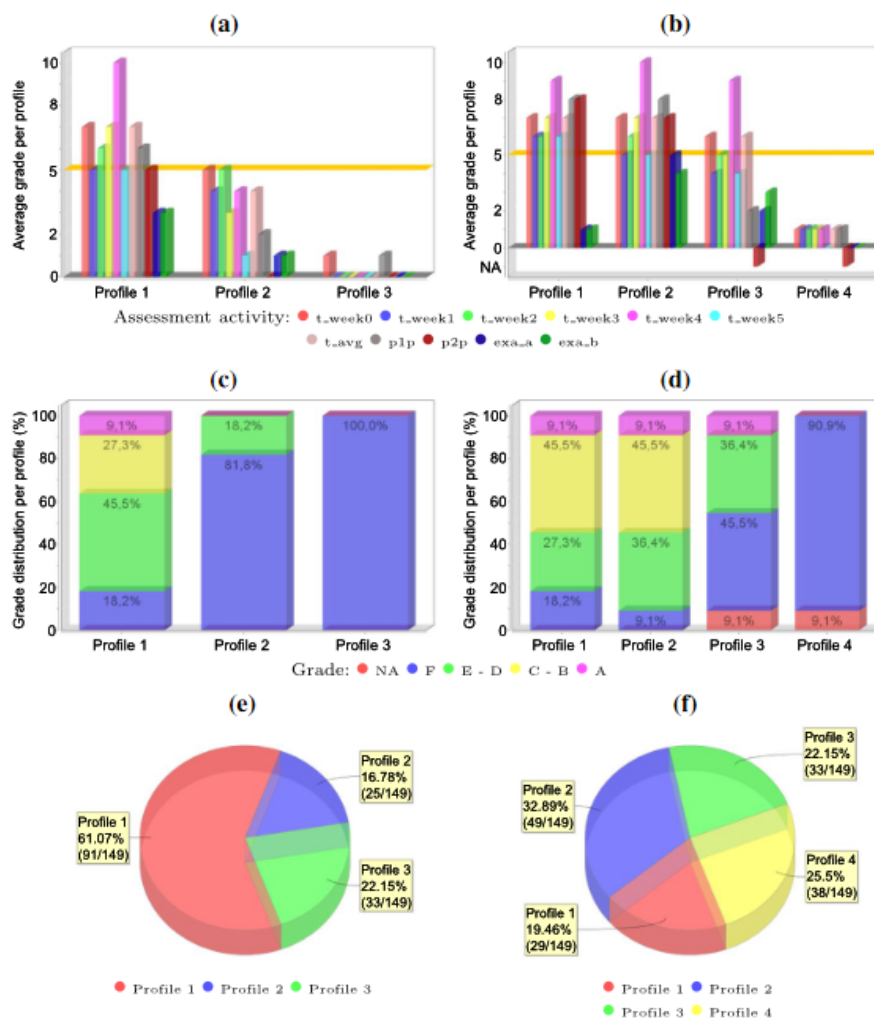 (a)
Average grade per profile
10
8
5
2
0
Profile 1 Profile 2 Profile 3
(b)
Average grade per profile
10
8
5
2
0
NA
Profile 1 Profile 2 Profile 3 Profile 4
Assessment activity: t_week0 t_week1 t_week2 t_week3 t_week4 t_week5
t_avg p1p p2p exa_a exa_b
(c)
Grade distribution per profile (%)
100
80
60
40
20
0
9,1%
27,3%
45,5%
18,2%
18,2%
81,8%
100,0%
Profile 1 Profile 2 Profile 3
(d)
Grade distribution per profile (%)
100
80
60
40
20
0
9,1%
45,5%
27,3%
18,2%
9,1%
45,5%
36,4%
9,1%
9,1%
36,4%
45,5%
9,1%
90,9%
9,1%
Profile 1 Profile 2 Profile 3 Profile 4
Grade: NA F E - D C - B A
(e)
Profile 2
16.78%
(25/149)
Profile 1
61.07%
(91/149)
Profile 3
22.15%
(33/149)
Profile 1 Profile 2 Profile 3
(f)
Profile 3
22.15%
(33/149)
Profile 2
32.89%
(49/149)
Profile 4
25.5%
(38/149)
Profile 1
19.46%
(29/149)
Profile 1 Profile 2
Profile 3 Profile 4